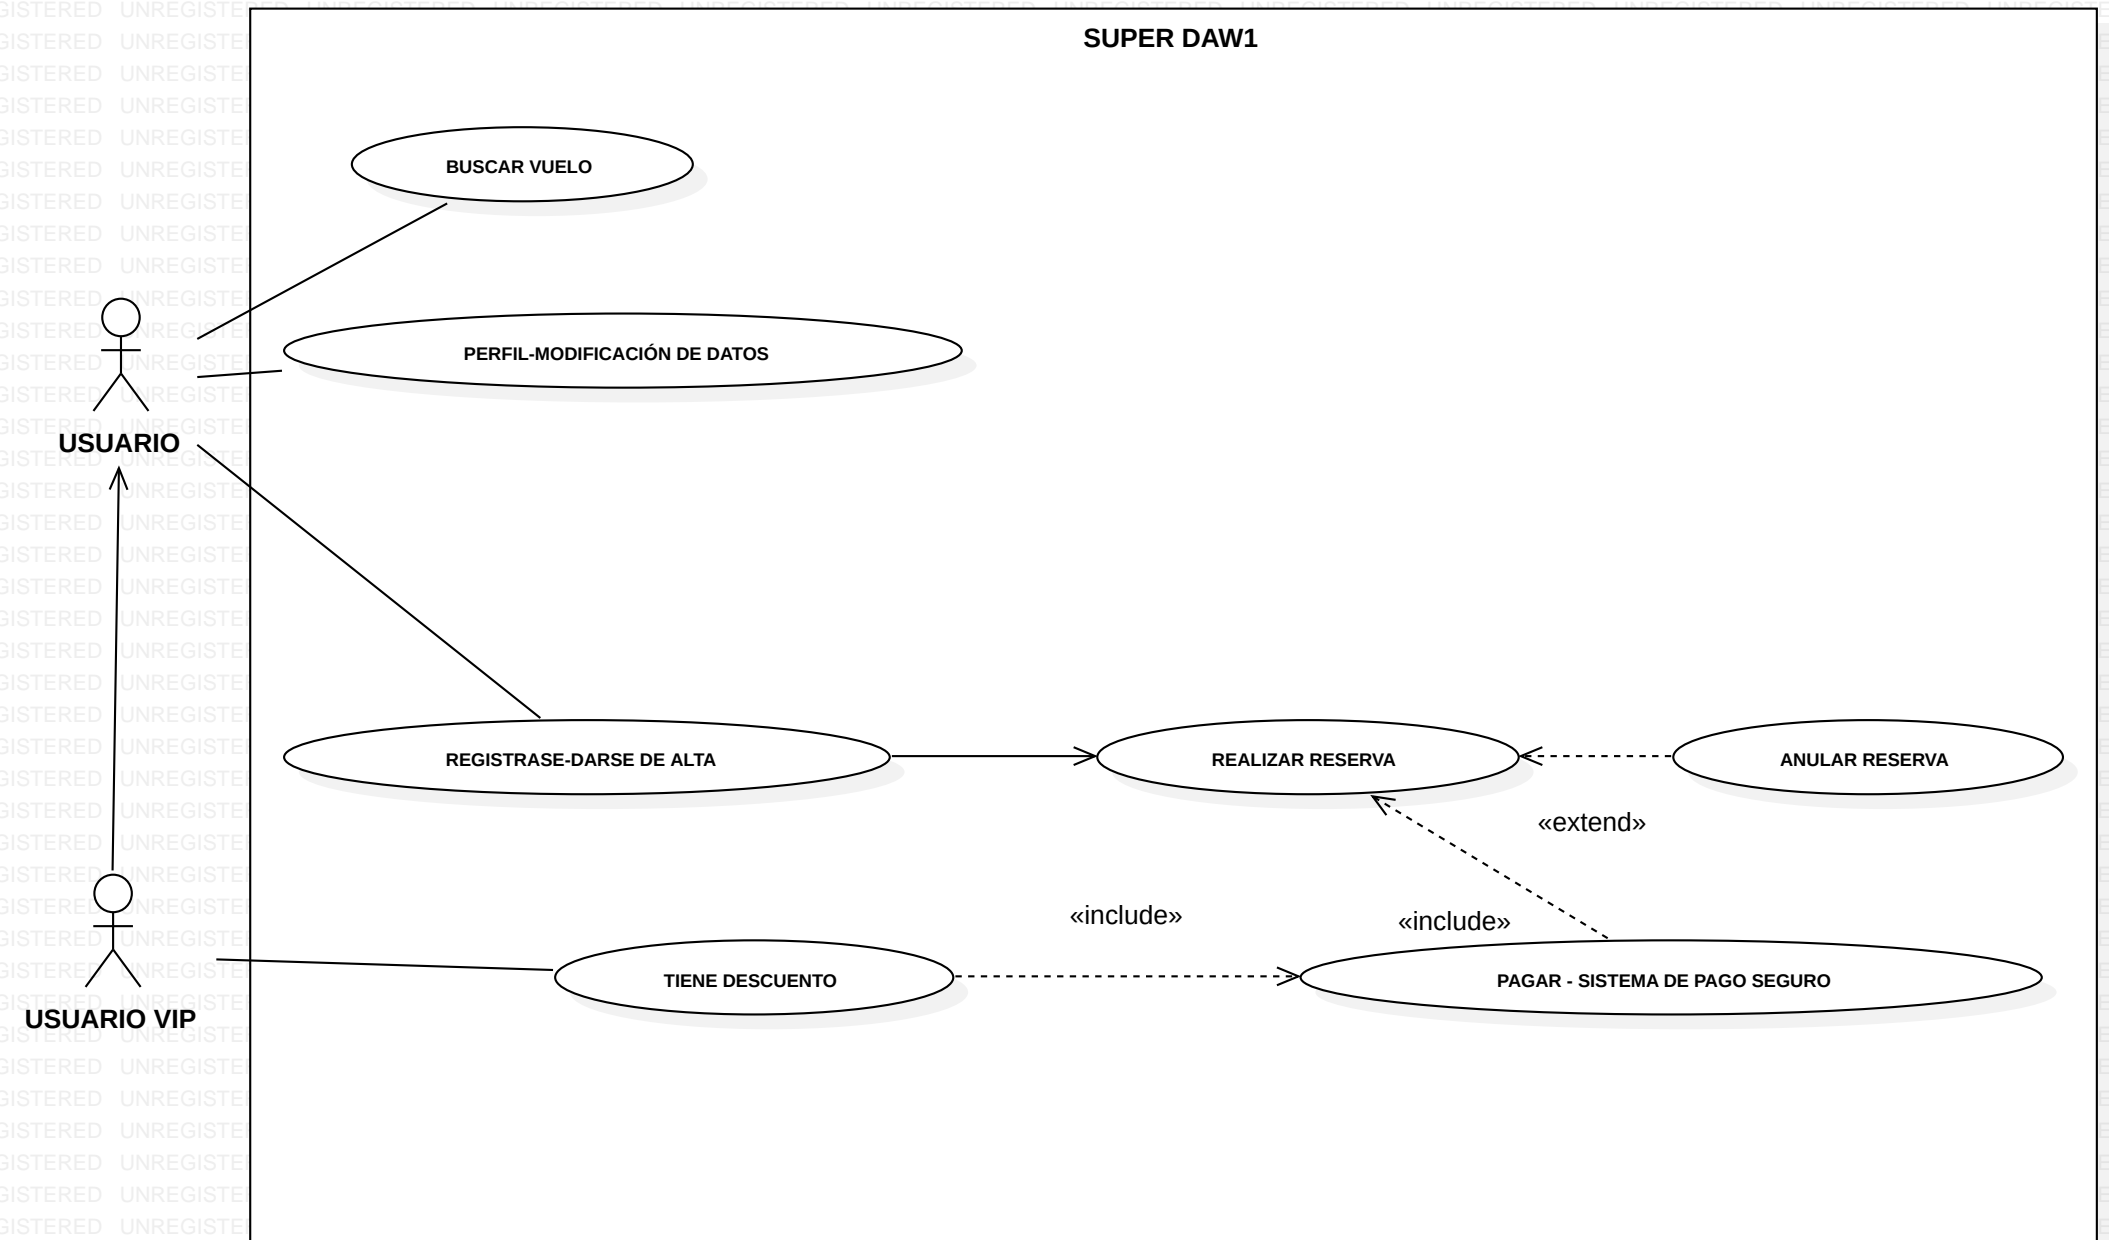 SUPER DAW1
BUSCAR VUELO
PERFIL-MODIFICACIÓN DE DATOS
USUARIO
REGISTRASE-DARSE DE ALTA
REALIZAR RESERVA
ANULAR RESERVA
«extend»
«include»
«include»
TIENE DESCUENTO
PAGAR - SISTEMA DE PAGO SEGURO
USUARIO VIP